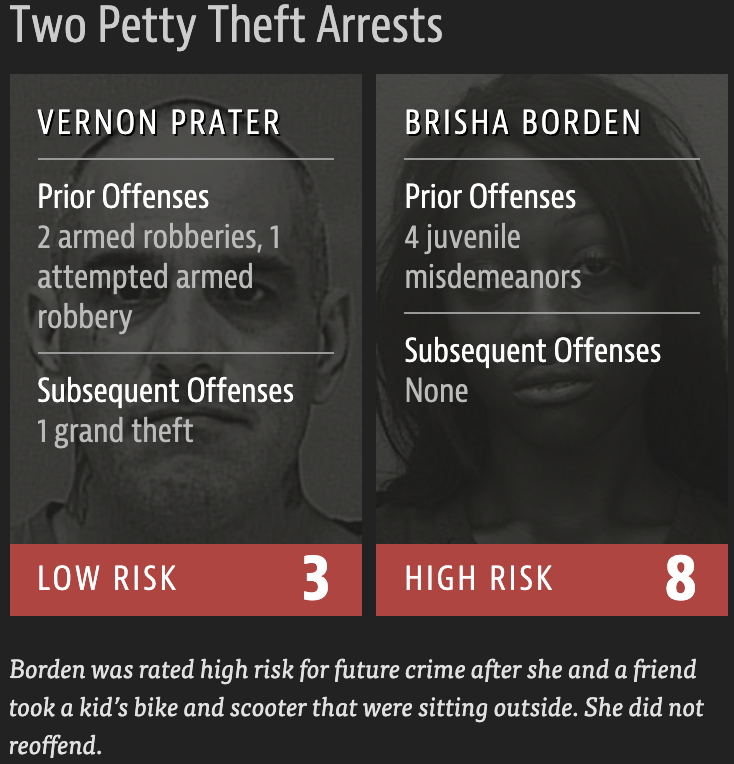 Two Petty Theft Arrests
VERNON PRATER
Prior Offenses
2 armed robberies, 1
attempted armed
robbery
Subsequent Offenses
1 grand theft
LOW RISK 3
BRISHA BORDEN
Prior Offenses
4 juvenile
misdemeanors
Subsequent Offenses
None
HIGH RISK 8
Borden was rated high risk for future crime after she and a friend
took a kid’s bike and scooter that were sitting outside. She did not
reoffend.